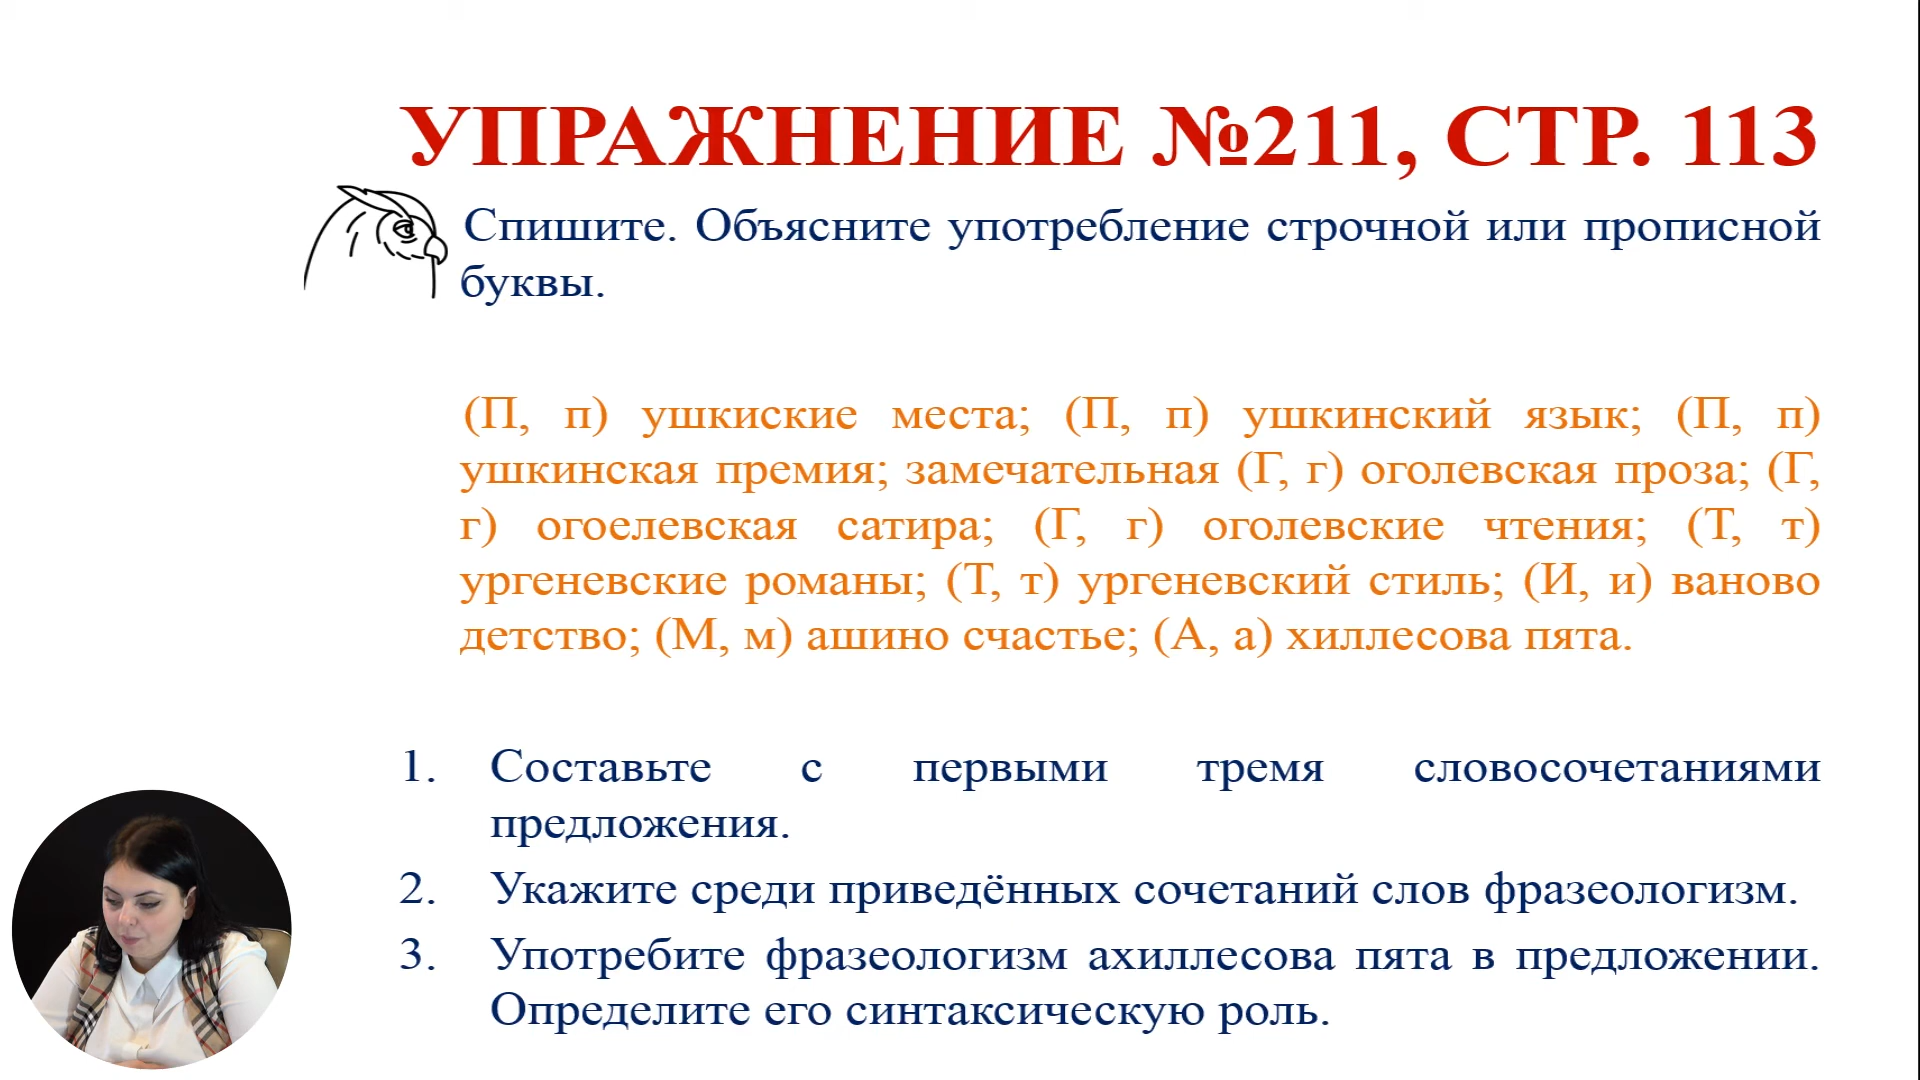 УПРАЖНЕНИЕ №211, СТР. 113
Спишите. Объясните употребление строчной или прописной
буквы.
(П, п) ушкиские места; (П, п) ушкинский язык; (П, п)
ушкинская премия; замечательная (Г, г) оголевская проза; (Г,
г) огоелевская сатира; (Г, г) оголевские чтения; (Т, т)
ургеневские романы; (Т, т) ургеневский стиль; (И, и) ваново
детство; (М, м) ашино счастье; (А, а) хиллесова пята.
1. Составьте с первыми тремя словосочетаниями
предложения.
2. Укажите среди приведённых сочетаний слов фразеологизм.
3. Употребите фразеологизм ахиллесова пята в предложении.
Определите его синтаксическую роль.